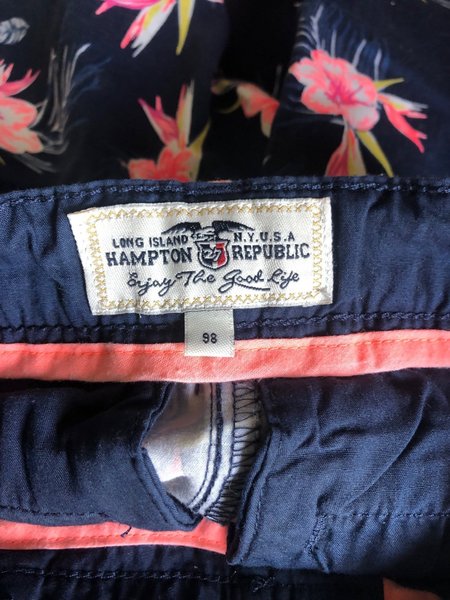 LONG ISLAND N.Y.U.S.A
HAMPTON 27 REPUBLIC
Enjoy The Good Life
98